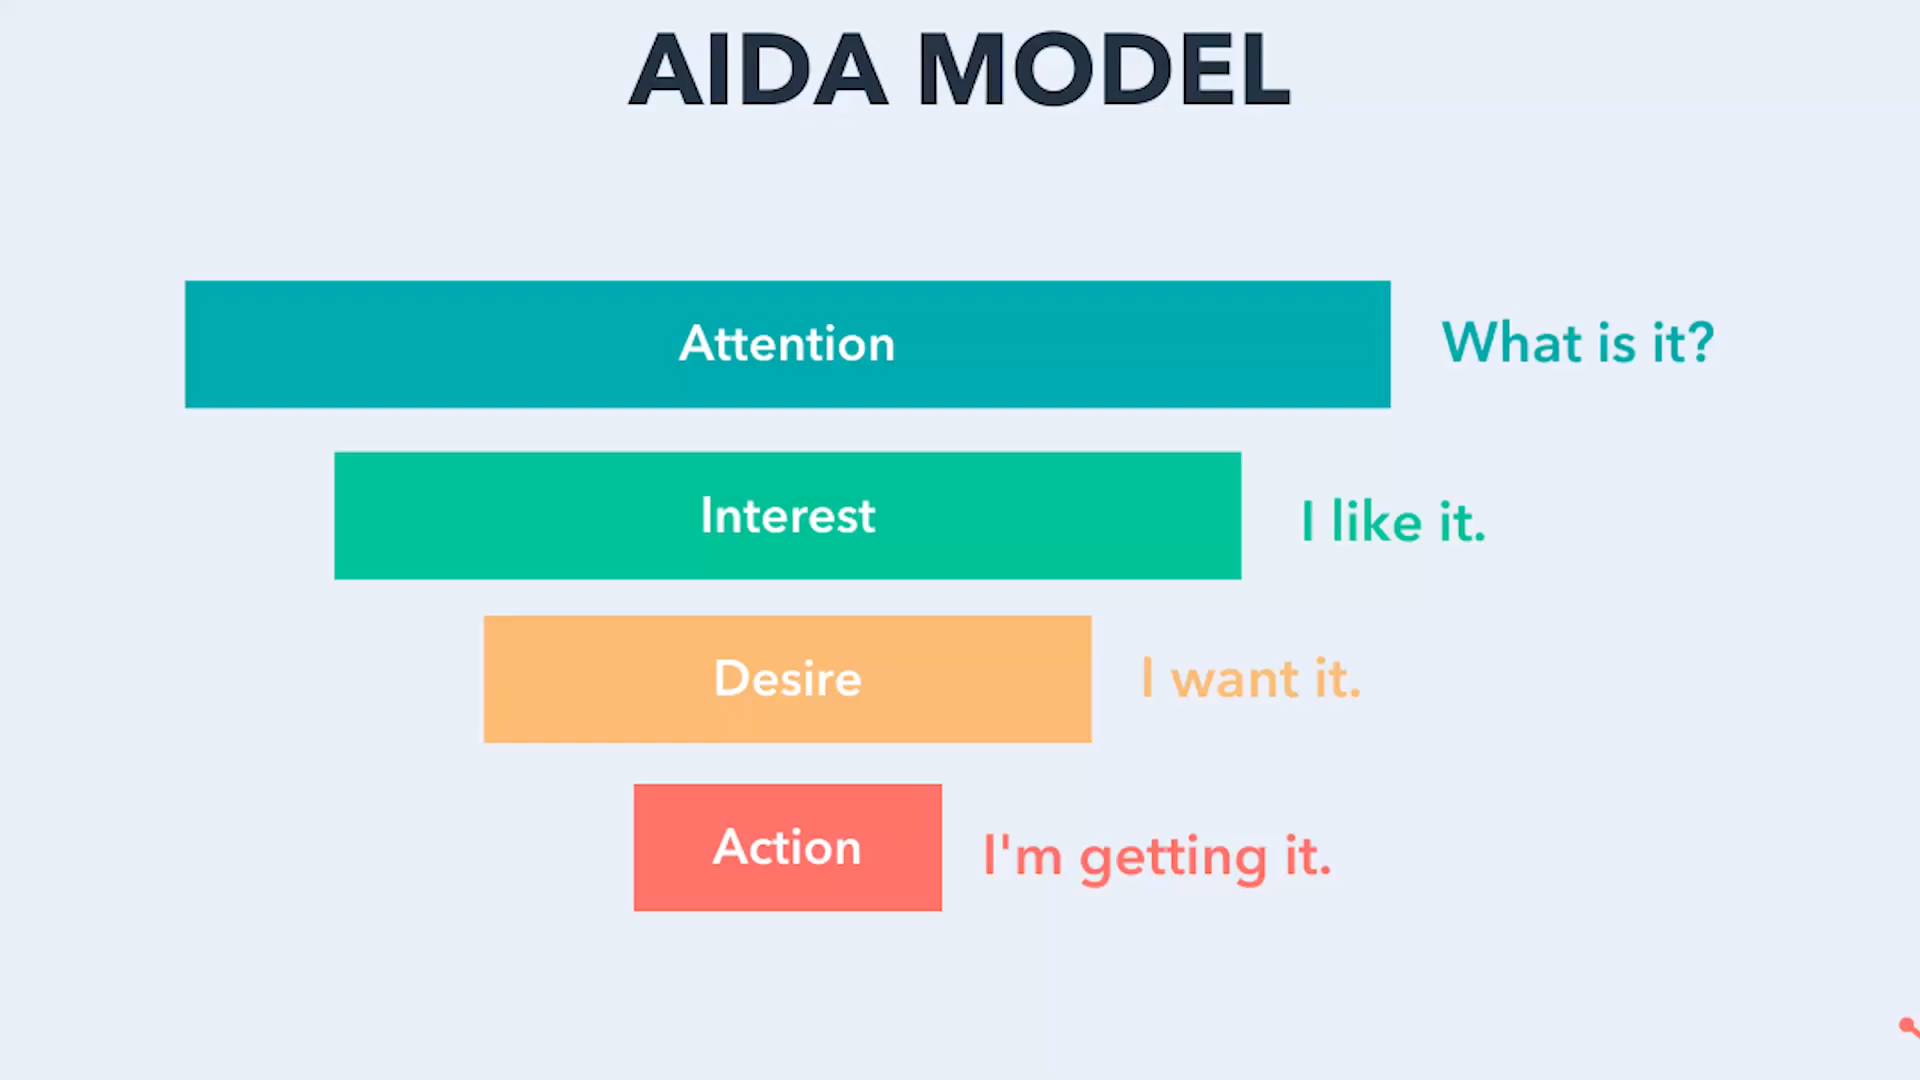 AIDA MODEL
Attention
What is it?
Interest
I like it.
Desire
I want it.
Action
I'm getting it.